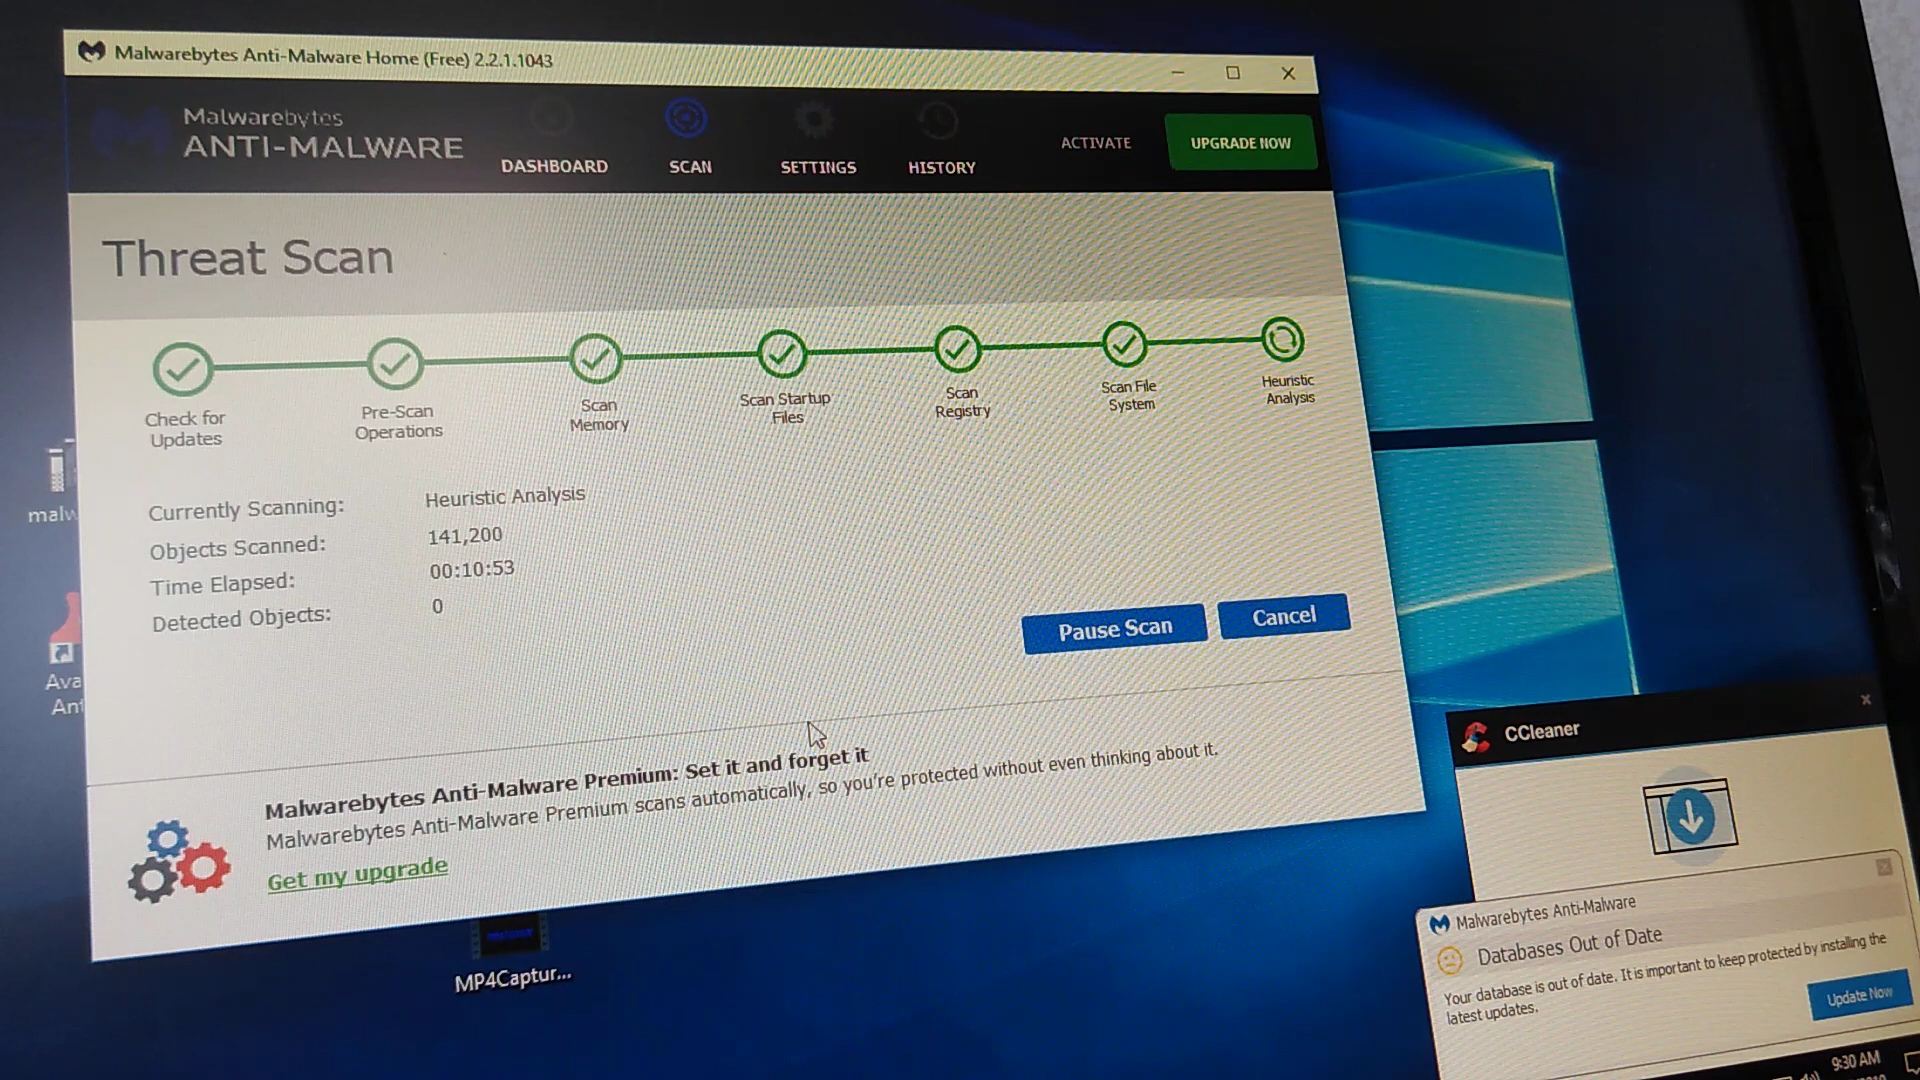 Malwarebytes Anti-Malware Home (Free) 2.2.1.1043
Malwarebytes
ANTI-MALWARE
DASHBOARD
SCAN
SETTINGS
HISTORY
ACTIVATE
UPGRADE NOW
Threat Scan
Check for
Updates
Pre-Scan
Operations
Scan
Memory
Scan Startup
Files
Scan
Registry
Scan File
System
Heuristic
Analysis
Currently Scanning: Heuristic Analysis
Objects Scanned: 141,200
Time Elapsed: 00:10:53
Detected Objects: 0
Pause Scan
Cancel
Malwarebytes Anti-Malware Premium: Set it and forget it
Malwarebytes Anti-Malware Premium scans automatically, so you're protected without even thinking about it.
Get my upgrade
malw
Ava
Ant
MP4Captur...
CCleaner
Malwarebytes Anti-Malware
Databases Out of Date
Your database is out of date. It is important to keep protected by installing the
latest updates.
Update Now
9:30 AM